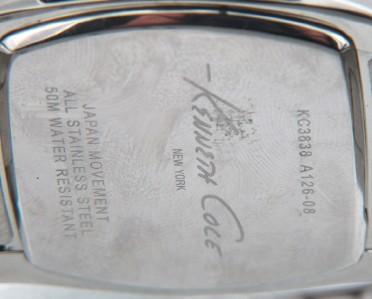 KC3838 A126-08
KENNETH COLE
NEW YORK
JAPAN MOVEMENT
ALL STAINLESS STEEL
50M WATER RESISTANT